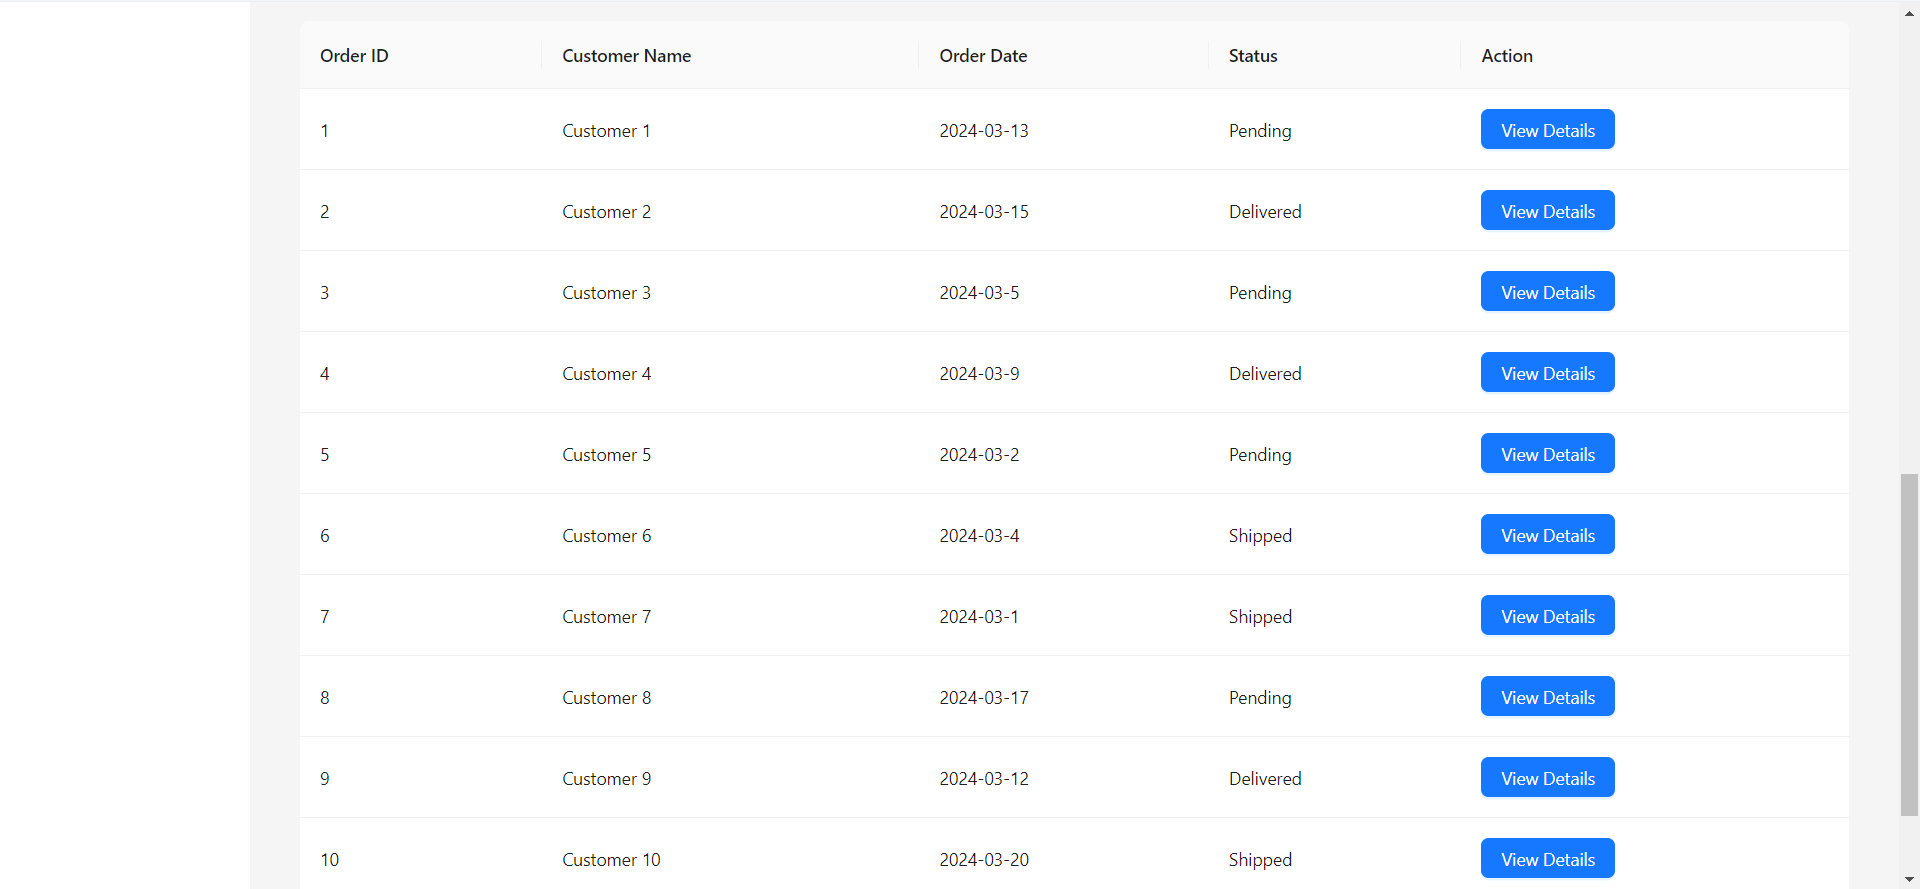 Order ID Customer Name Order Date Status Action
1 Customer 1 2024-03-13 Pending View Details
2 Customer 2 2024-03-15 Delivered View Details
3 Customer 3 2024-03-5 Pending View Details
4 Customer 4 2024-03-9 Delivered View Details
5 Customer 5 2024-03-2 Pending View Details
6 Customer 6 2024-03-4 Shipped View Details
7 Customer 7 2024-03-1 Shipped View Details
8 Customer 8 2024-03-17 Pending View Details
9 Customer 9 2024-03-12 Delivered View Details
10 Customer 10 2024-03-20 Shipped View Details